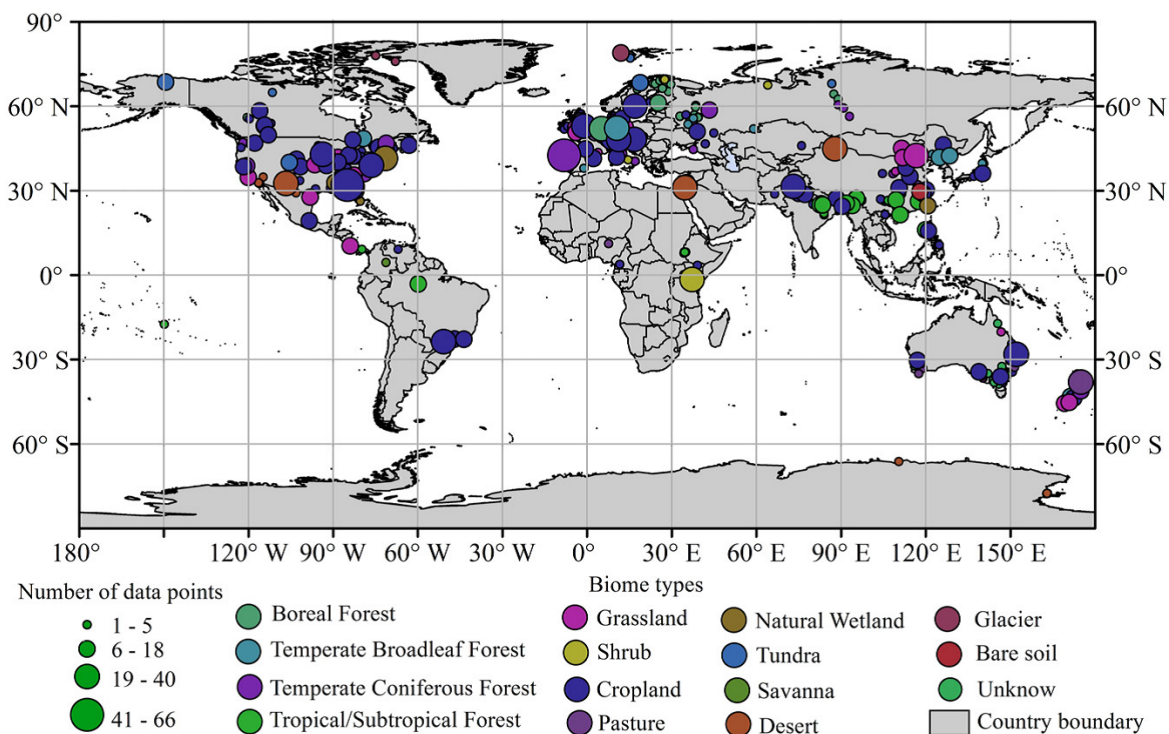 90°
60° N
60° N
30° N
30° N
0°
0°
30° S
30° S
60° S
60° S
180° 120° W 90° W 60° W 30° W 0° 30° E 60° E 90° E 120° E 150° E
Number of data points
1 - 5
6 - 18
19 - 40
41 - 66
Biome types
Boreal Forest
Temperate Broadleaf Forest
Temperate Coniferous Forest
Tropical/Subtropical Forest
Grassland
Shrub
Cropland
Pasture
Natural Wetland
Tundra
Savanna
Desert
Glacier
Bare soil
Unknow
Country boundary